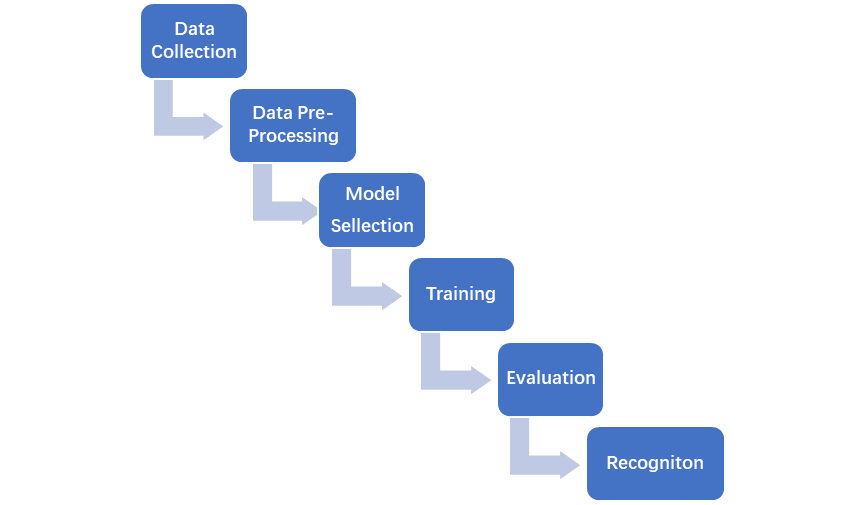 Data
Collection
Data Pre-
Processing
Model
Sellection
Training
Evaluation
Recogniton